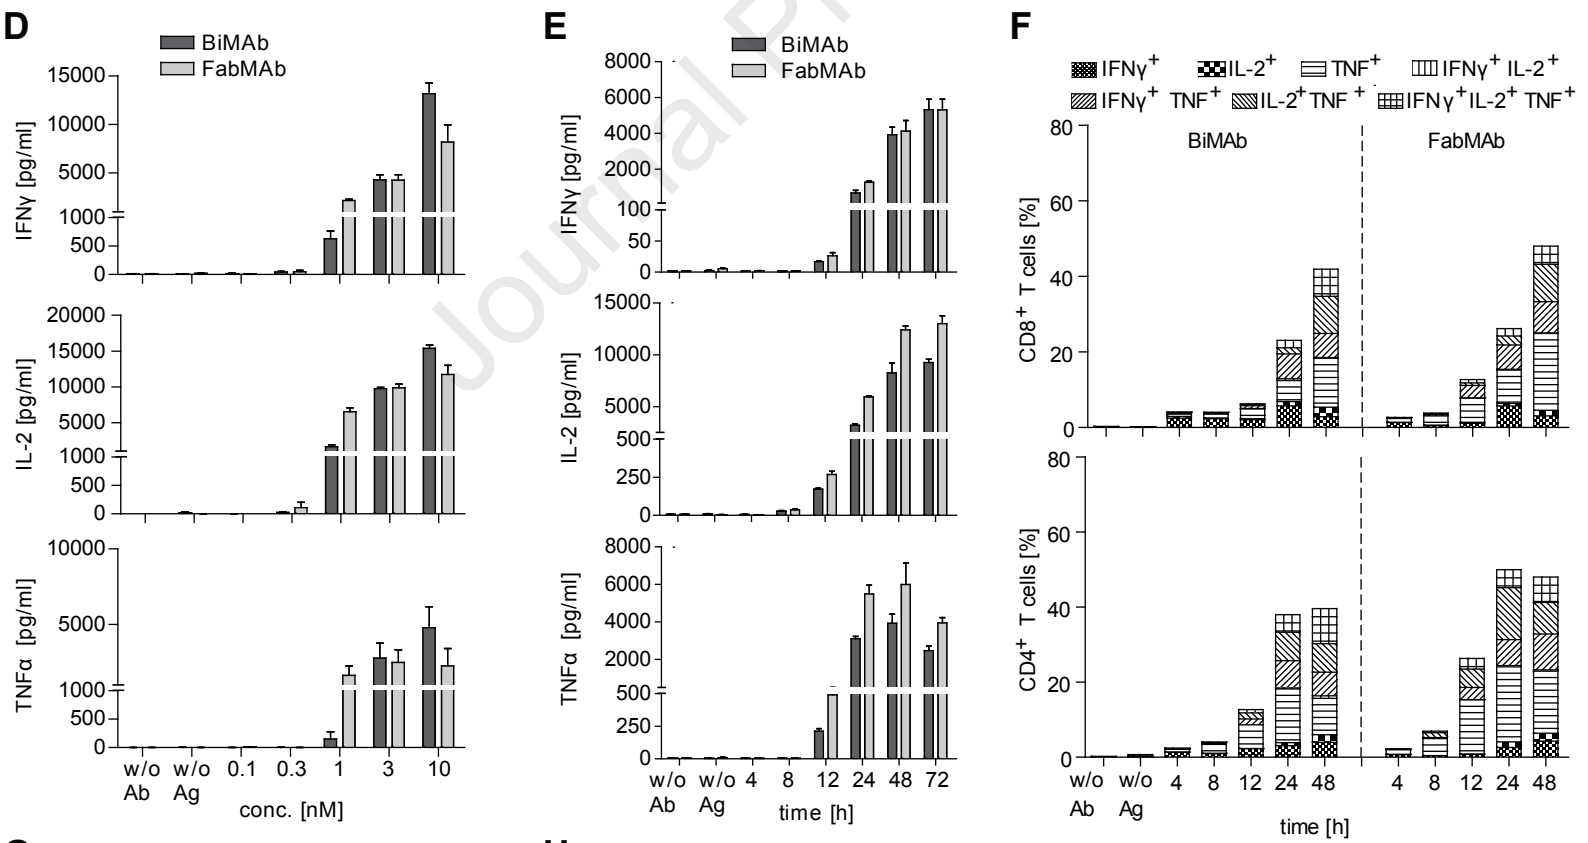 D
BiMAb
FabMAb
15000
10000
5000
1000
500
0
IFNγ [pg/ml]
20000
15000
10000
5000
1000
500
0
IL-2 [pg/ml]
10000
5000
1000
500
0
TNFα [pg/ml]
w/o Ab
w/o Ag
0.1
0.3
1
3
10
conc. [nM]
E
BiMAb
FabMAb
8000
6000
4000
2000
100
50
0
IFNγ [pg/ml]
15000
10000
5000
500
250
0
IL-2 [pg/ml]
8000
6000
4000
2000
500
250
0
TNFα [pg/ml]
w/o Ab
w/o Ag
4
8
12
24
48
72
time [h]
F
IFNγ+ IL-2+ TNF+ IFNγ+ IL-2+
IFNγ+ TNF+ IL-2+ TNF+ IFNγ+ IL-2+ TNF+
BiMAb
FabMAb
80
60
40
20
0
CD8+ T cells [%]
80
60
40
20
0
CD4+ T cells [%]
w/o Ab
w/o Ag
4
8
12
24
48
4
8
12
24
48
time [h]
Journal